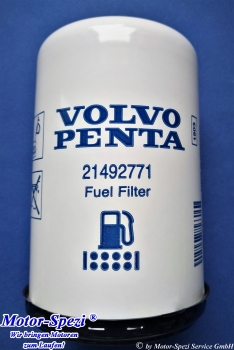 VOLVO
PENTA
21492771
Fuel Filter
Motor-Spezi ®
Wir bringen Motoren
zum Laufen!
© by Motor-Spezi Service GmbH